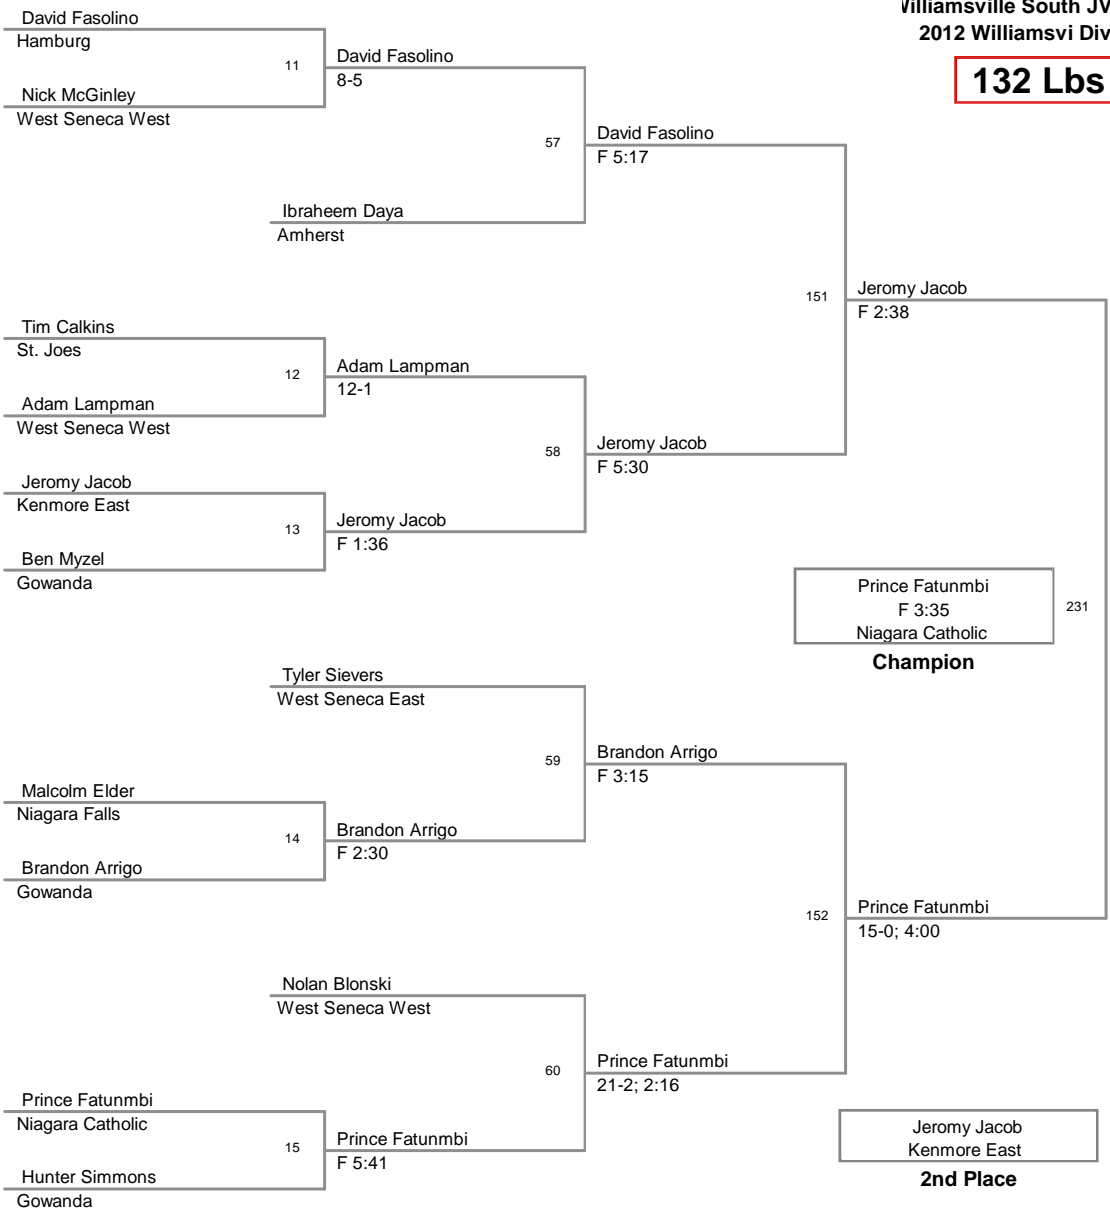 Williamsville South JV
2012 Williamsvi Div
132 Lbs
David Fasolino
Hamburg
11
David Fasolino
8-5
Nick McGinley
West Seneca West
57
David Fasolino
F 5:17
Ibraheem Daya
Amherst
151
Jeromy Jacob
F 2:38
Tim Calkins
St. Joes
12
Adam Lampman
12-1
Adam Lampman
West Seneca West
58
Jeromy Jacob
F 5:30
Jeromy Jacob
Kenmore East
13
Jeromy Jacob
F 1:36
Ben Myzel
Gowanda
Prince Fatunmbi
F 3:35
Niagara Catholic
231
Champion
Tyler Sievers
West Seneca East
59
Brandon Arrigo
F 3:15
Malcolm Elder
Niagara Falls
14
Brandon Arrigo
F 2:30
Brandon Arrigo
Gowanda
152
Prince Fatunmbi
15-0; 4:00
Nolan Blonski
West Seneca West
60
Prince Fatunmbi
21-2; 2:16
Prince Fatunmbi
Niagara Catholic
15
Prince Fatunmbi
F 5:41
Hunter Simmons
Gowanda
Jeromy Jacob
Kenmore East
2nd Place